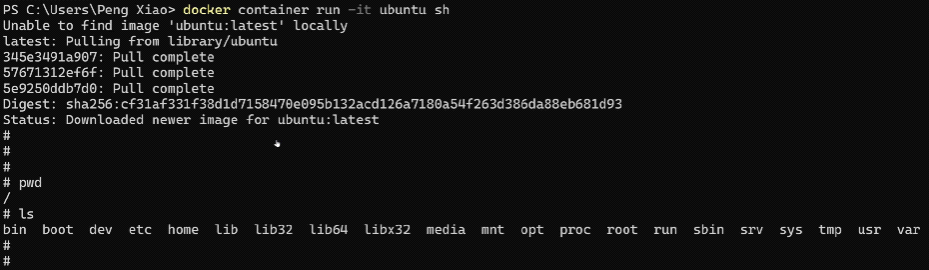 PS C:\Users\Peng Xiao> docker container run -it ubuntu sh
Unable to find image 'ubuntu:latest' locally
latest: Pulling from library/ubuntu
345e3491a907: Pull complete
57671312ef6f: Pull complete
5e9250ddb7d0: Pull complete
Digest: sha256:cf31af331f38d1d7158470e095b132acd126a7180a54f263d386da88eb681d93
Status: Downloaded newer image for ubuntu:latest
#
#
#
# pwd
/
# ls
bin  boot  dev  etc  home  lib  lib32  lib64  libx32  media  mnt  opt  proc  root  run  sbin  srv  sys  tmp  usr  var
#
#